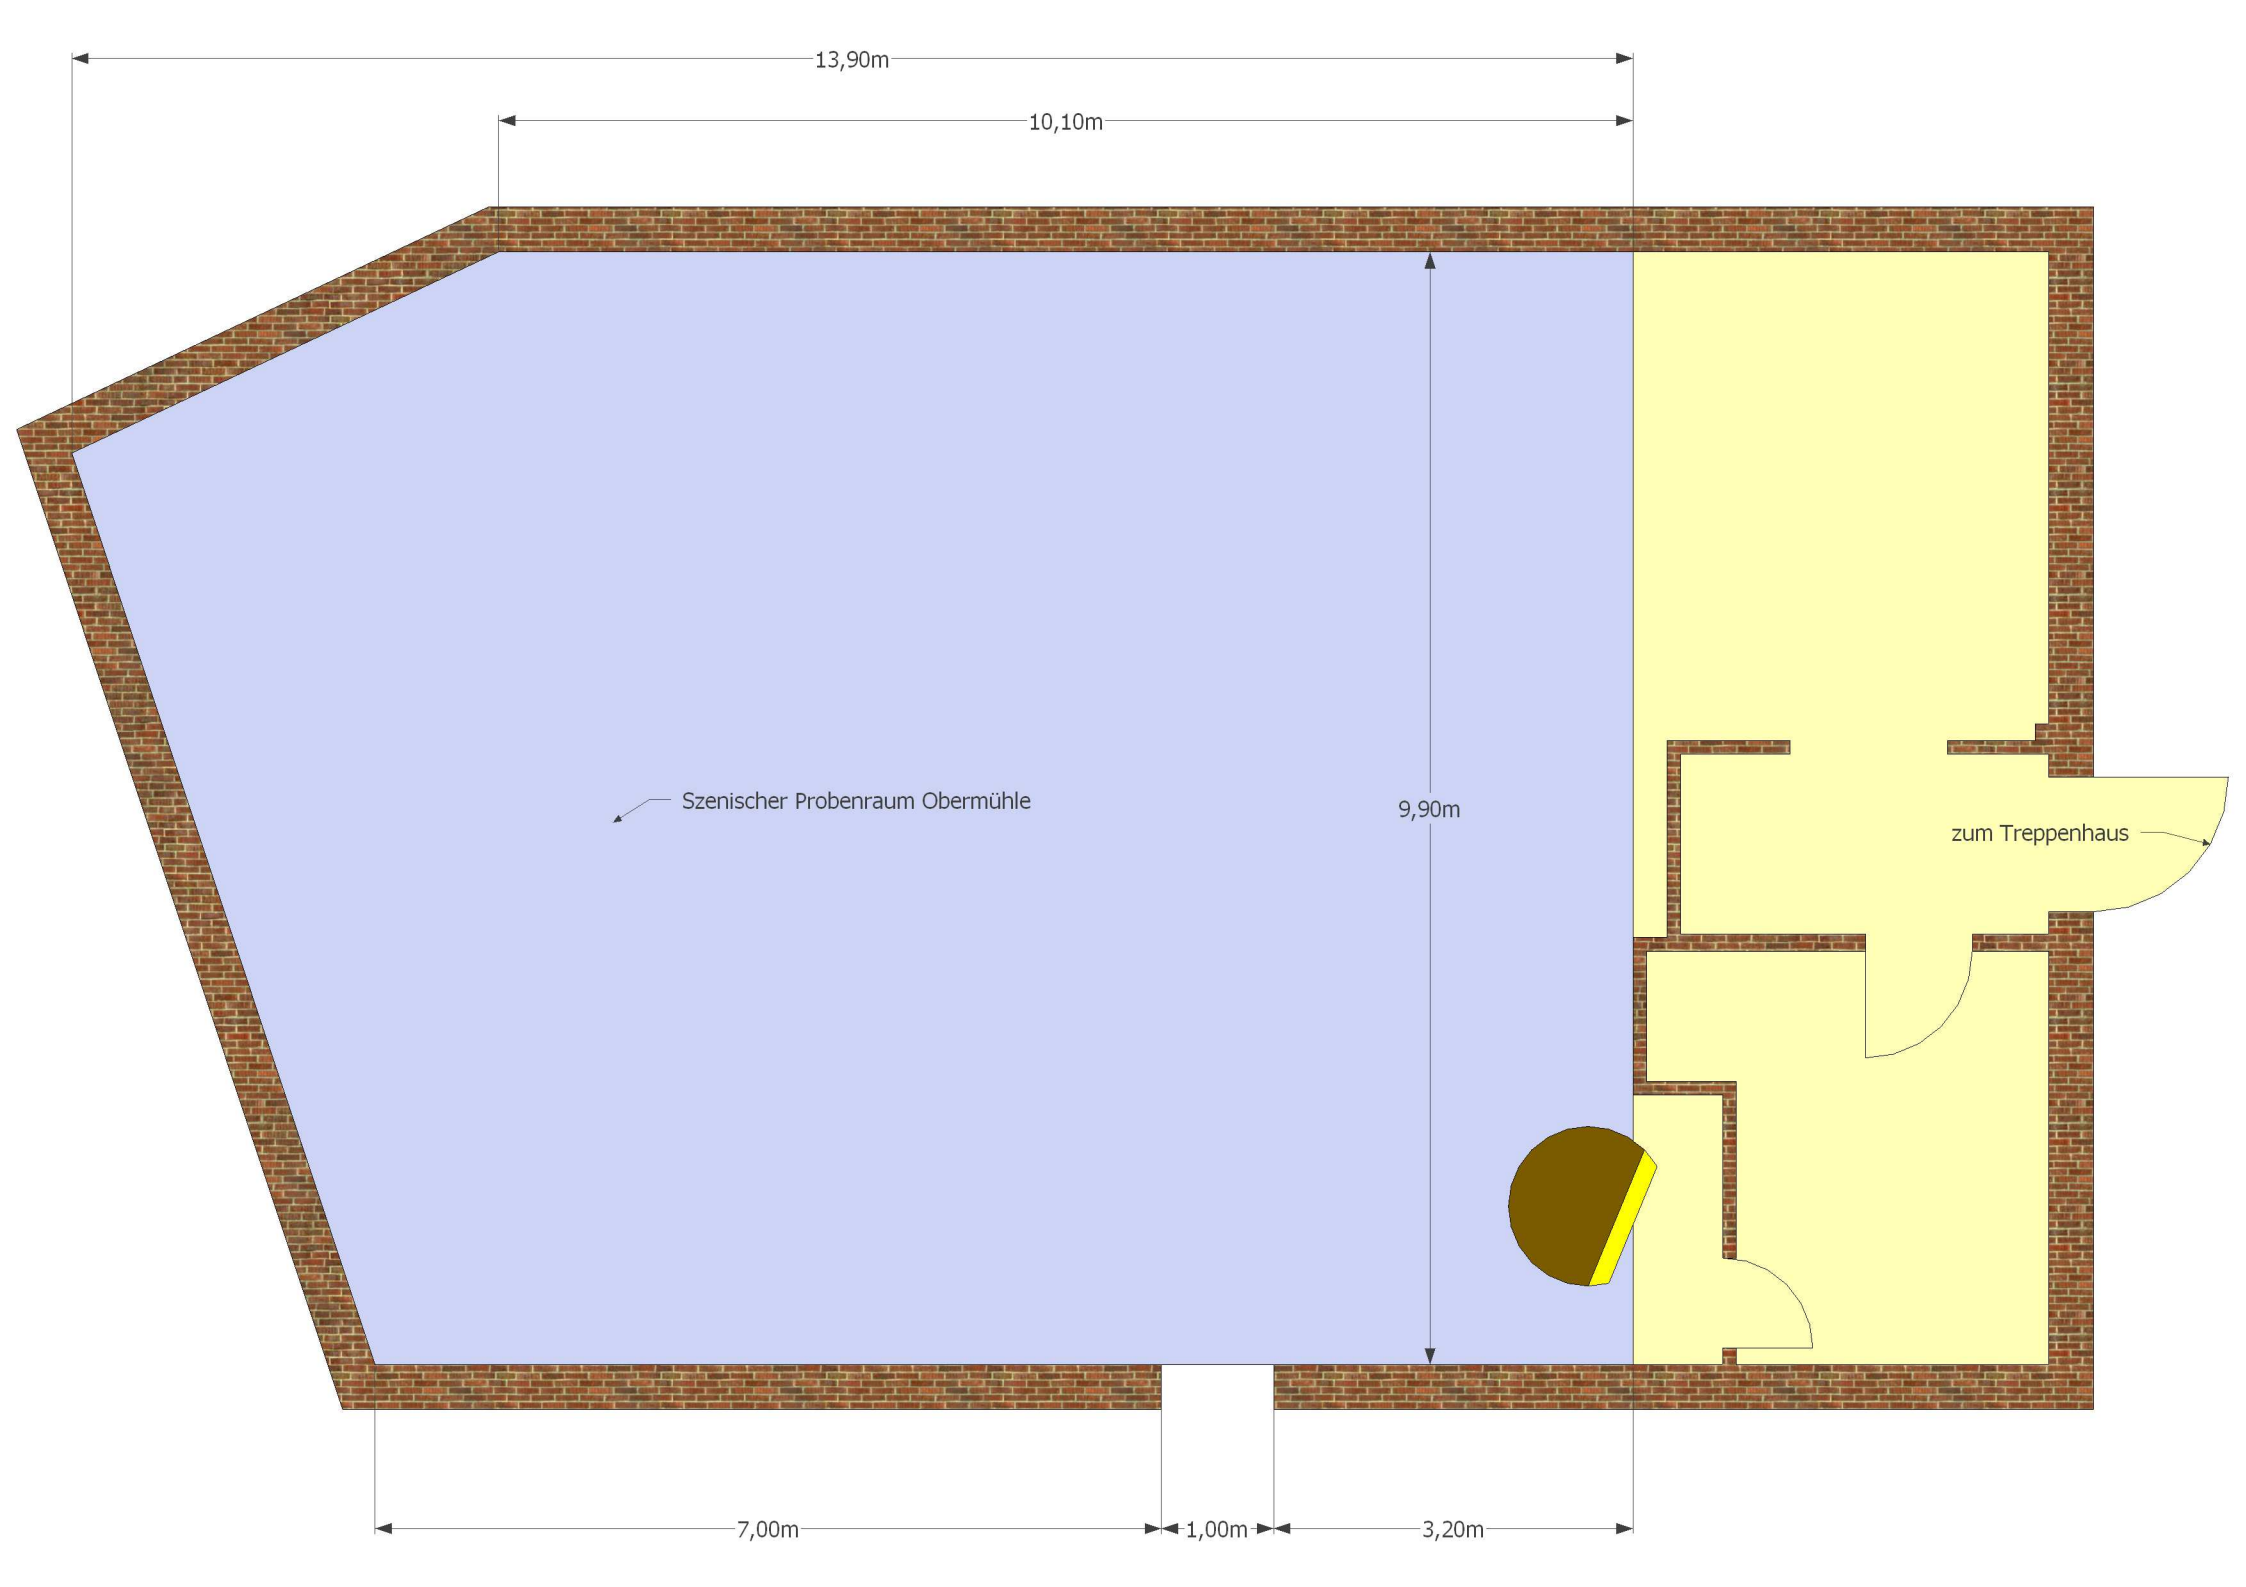 13,90m
10,10m
Szenischer Probenraum Obermühle
9,90m
zum Treppenhaus
7,00m
1,00m
3,20m